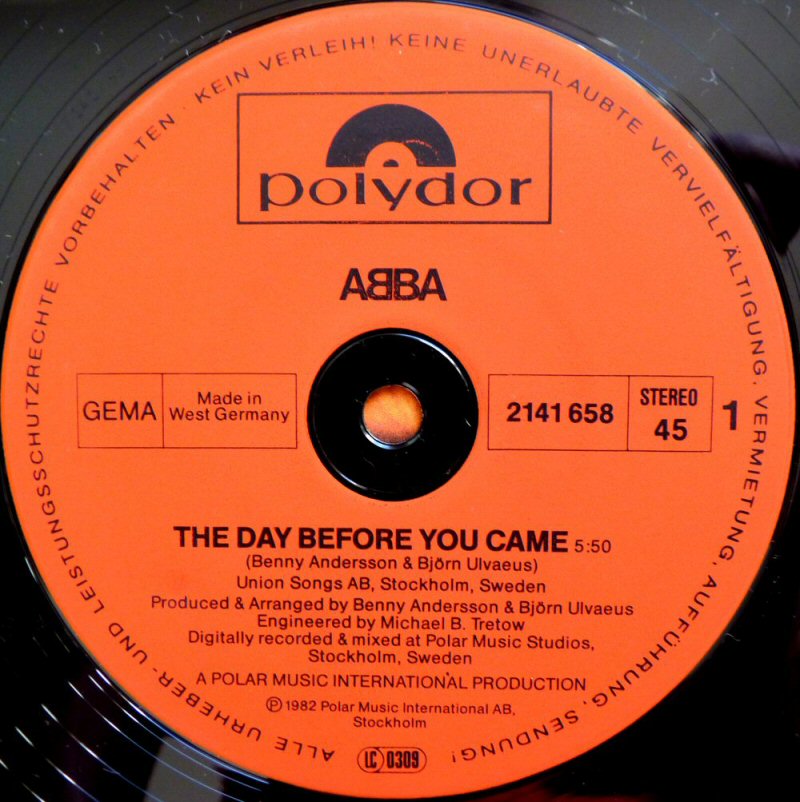 ALLE URHEBER- UND LEISTUNGSSCHUTZRECHTE VORBEHALTEN · KEIN VERLEIH! KEINE UNERLAUBTE VERVIELFÄLTIGUNG, VERMIETUNG, AUFFÜHRUNG, SENDUNG!
polydor
ABBA
GEMA
Made in
West Germany
2141 658
STEREO
45
1
THE DAY BEFORE YOU CAME 5:50
(Benny Andersson & Björn Ulvaeus)
Union Songs AB, Stockholm, Sweden
Produced & Arranged by Benny Andersson & Björn Ulvaeus
Engineered by Michael B. Tretow
Digitally recorded & mixed at Polar Music Studios,
Stockholm, Sweden
A POLAR MUSIC INTERNATIONAL PRODUCTION
℗ 1982 Polar Music International AB,
Stockholm
LC 0309